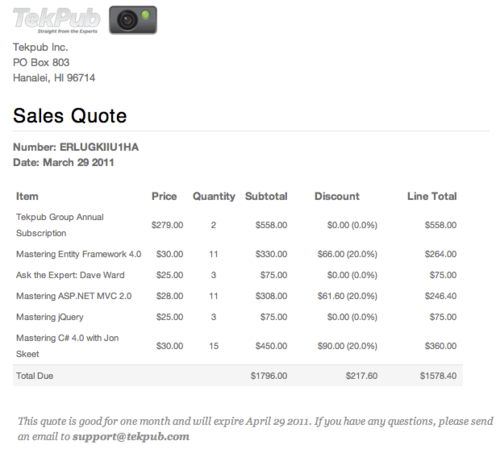 TekPub
Straight from the Experts
Tekpub Inc.
PO Box 803
Hanalei, HI 96714
Sales Quote
Number: ERLUGKIIU1HA
Date: March 29 2011
Item Price Quantity Subtotal Discount Line Total
Tekpub Group Annual
Subscription $279.00 2 $558.00 $0.00 (0.0%) $558.00
Mastering Entity Framework 4.0 $30.00 11 $330.00 $66.00 (20.0%) $264.00
Ask the Expert: Dave Ward $25.00 3 $75.00 $0.00 (0.0%) $75.00
Mastering ASP.NET MVC 2.0 $28.00 11 $308.00 $61.60 (20.0%) $246.40
Mastering jQuery $25.00 3 $75.00 $0.00 (0.0%) $75.00
Mastering C# 4.0 with Jon
Skeet $30.00 15 $450.00 $90.00 (20.0%) $360.00
Total Due $1796.00 $217.60 $1578.40
This quote is good for one month and will expire April 29 2011. If you have any questions, please send
an email to support@tekpub.com